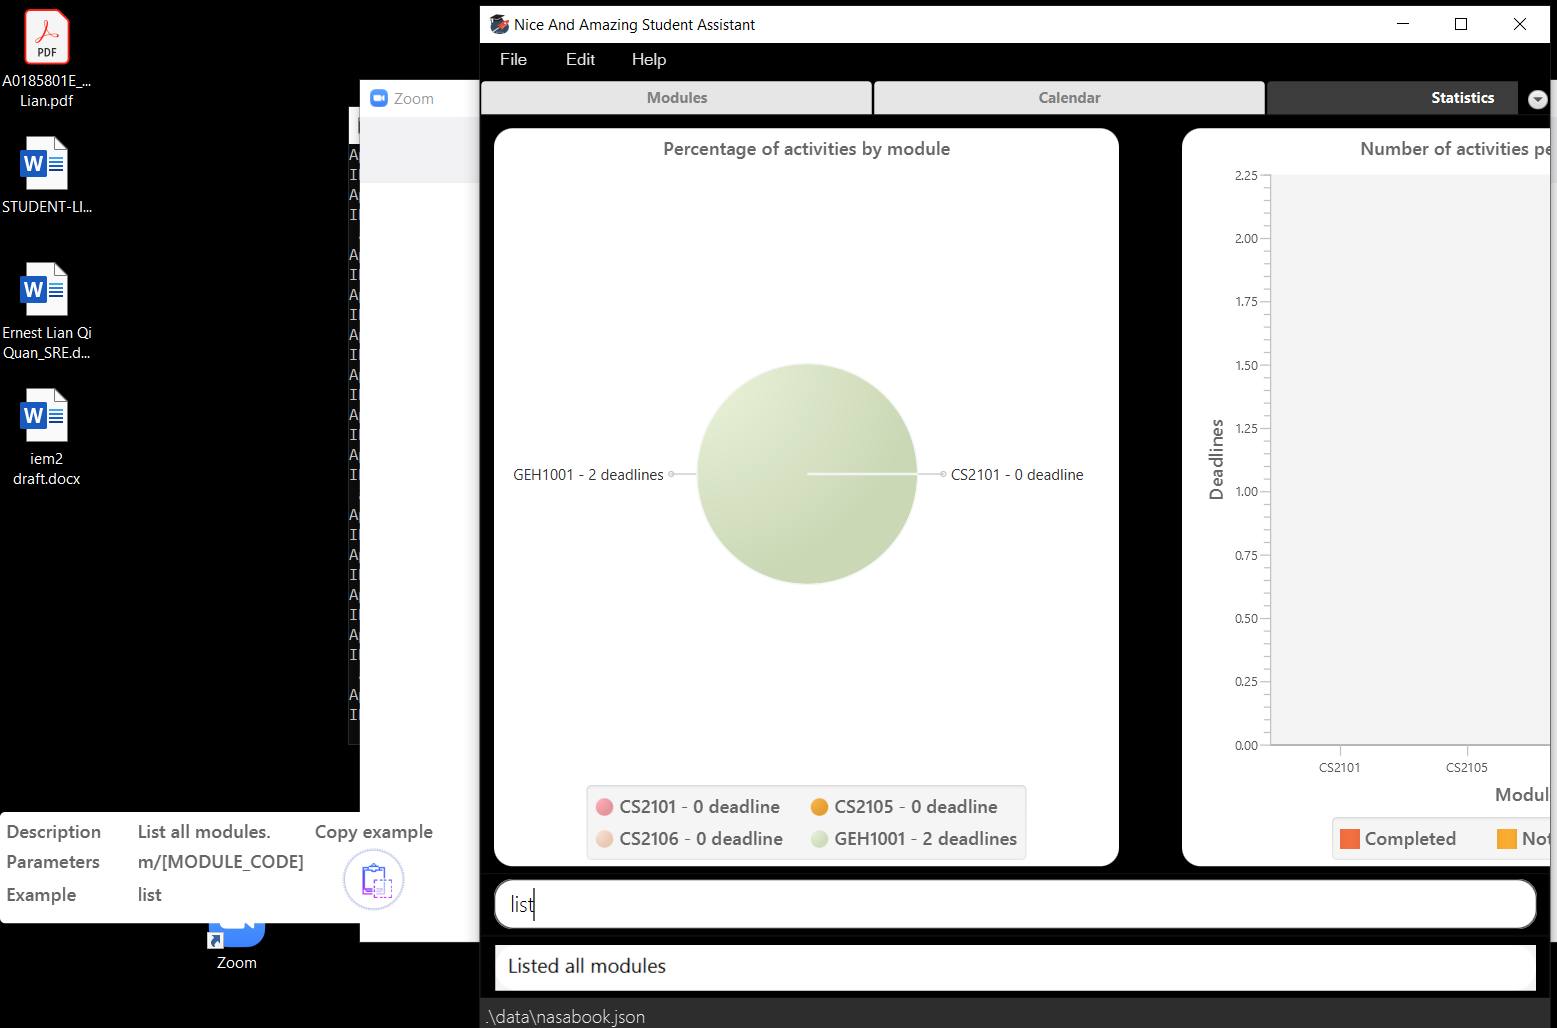 A0185801E_...
Lian.pdf
STUDENT-LI...
Ernest Lian Qi
Quan_SRE.d...
iem2
draft.docx
Zoom
Zoom
Nice And Amazing Student Assistant
File Edit Help
Modules Calendar Statistics
Percentage of activities by module
GEH1001 - 2 deadlines
CS2101 - 0 deadline
CS2101 - 0 deadline CS2105 - 0 deadline
CS2106 - 0 deadline GEH1001 - 2 deadlines
Number of activities pe
2.25
2.00
1.75
1.50
1.25
1.00
0.75
0.50
0.25
0.00
Deadlines
CS2101 CS2105
Modul
Completed Not
Description List all modules. Copy example
Parameters m/[MODULE_CODE]
Example list
list
Listed all modules
.\data\nasabook.json